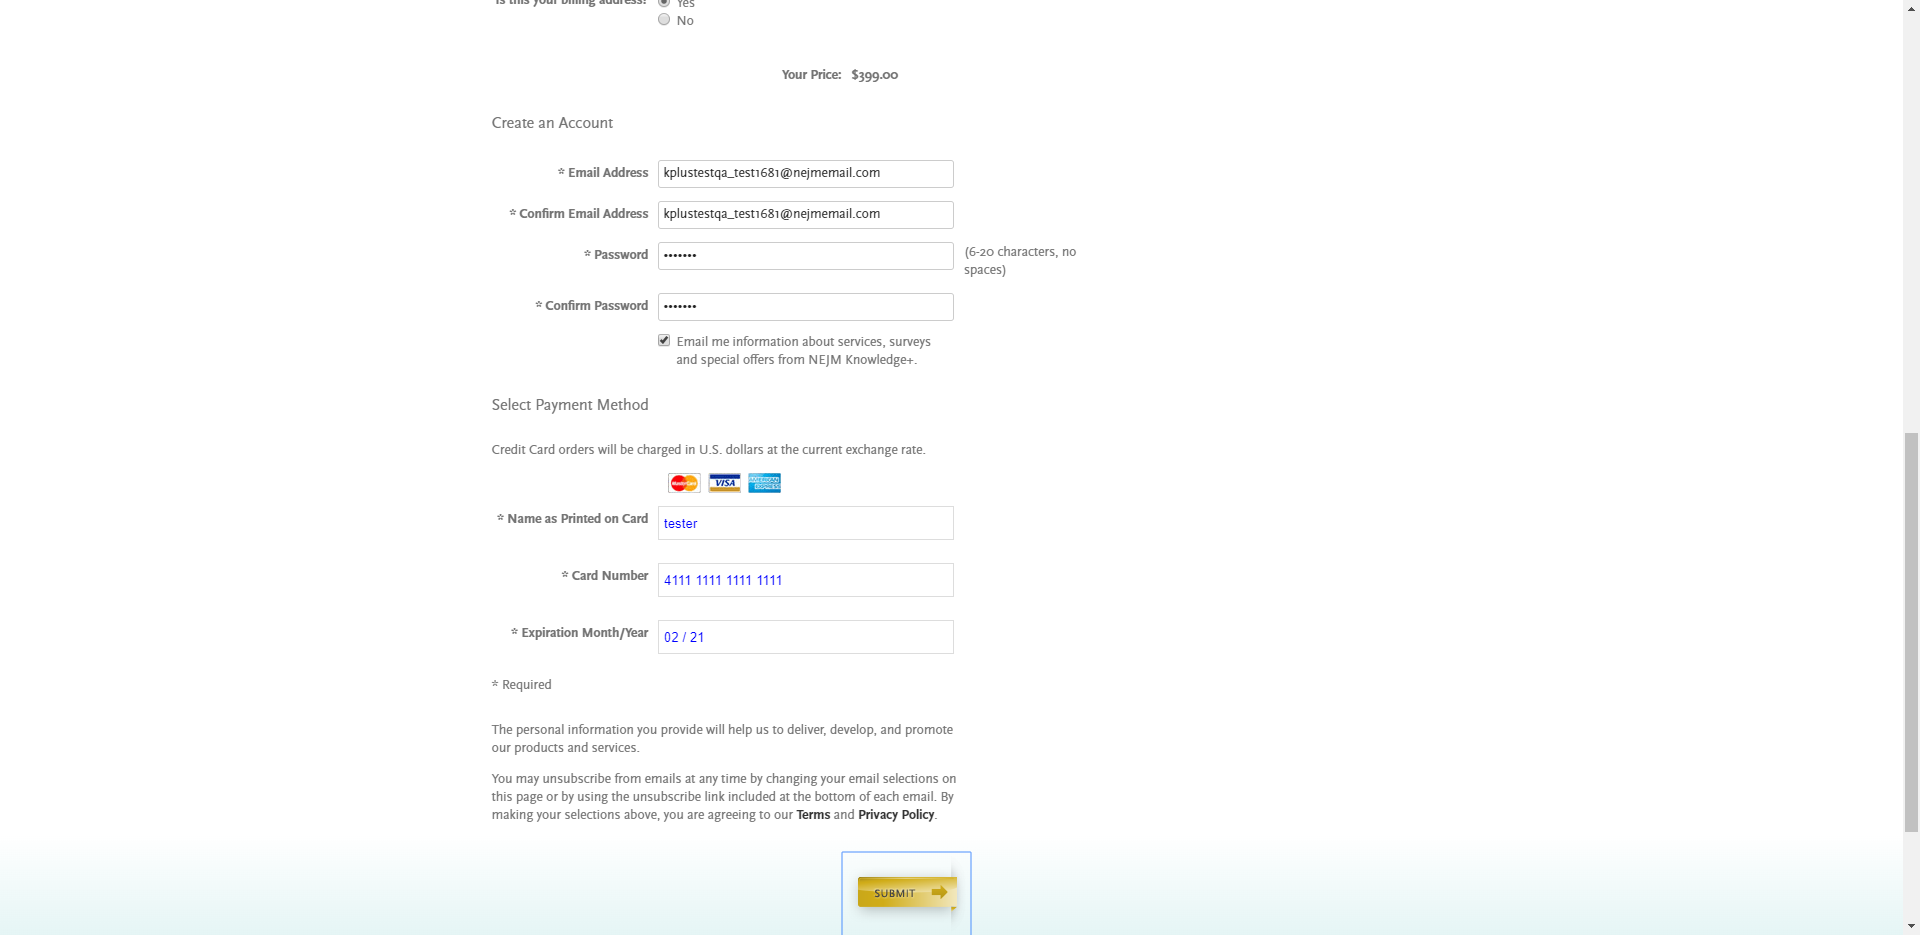 Is this your billing address?
Yes
No
Your Price: $399.00
Create an Account
* Email Address kplustestqa_test1681@nejmemail.com
* Confirm Email Address kplustestqa_test1681@nejmemail.com
* Password ••••••• (6-20 characters, no
spaces)
* Confirm Password •••••••
Email me information about services, surveys
and special offers from NEJM Knowledge+.
Select Payment Method
Credit Card orders will be charged in U.S. dollars at the current exchange rate.
MasterCard VISA AMERICAN EXPRESS
* Name as Printed on Card tester
* Card Number 4111 1111 1111 1111
* Expiration Month/Year 02 / 21
* Required
The personal information you provide will help us to deliver, develop, and promote
our products and services.
You may unsubscribe from emails at any time by changing your email selections on
this page or by using the unsubscribe link included at the bottom of each email. By
making your selections above, you are agreeing to our Terms and Privacy Policy.
SUBMIT